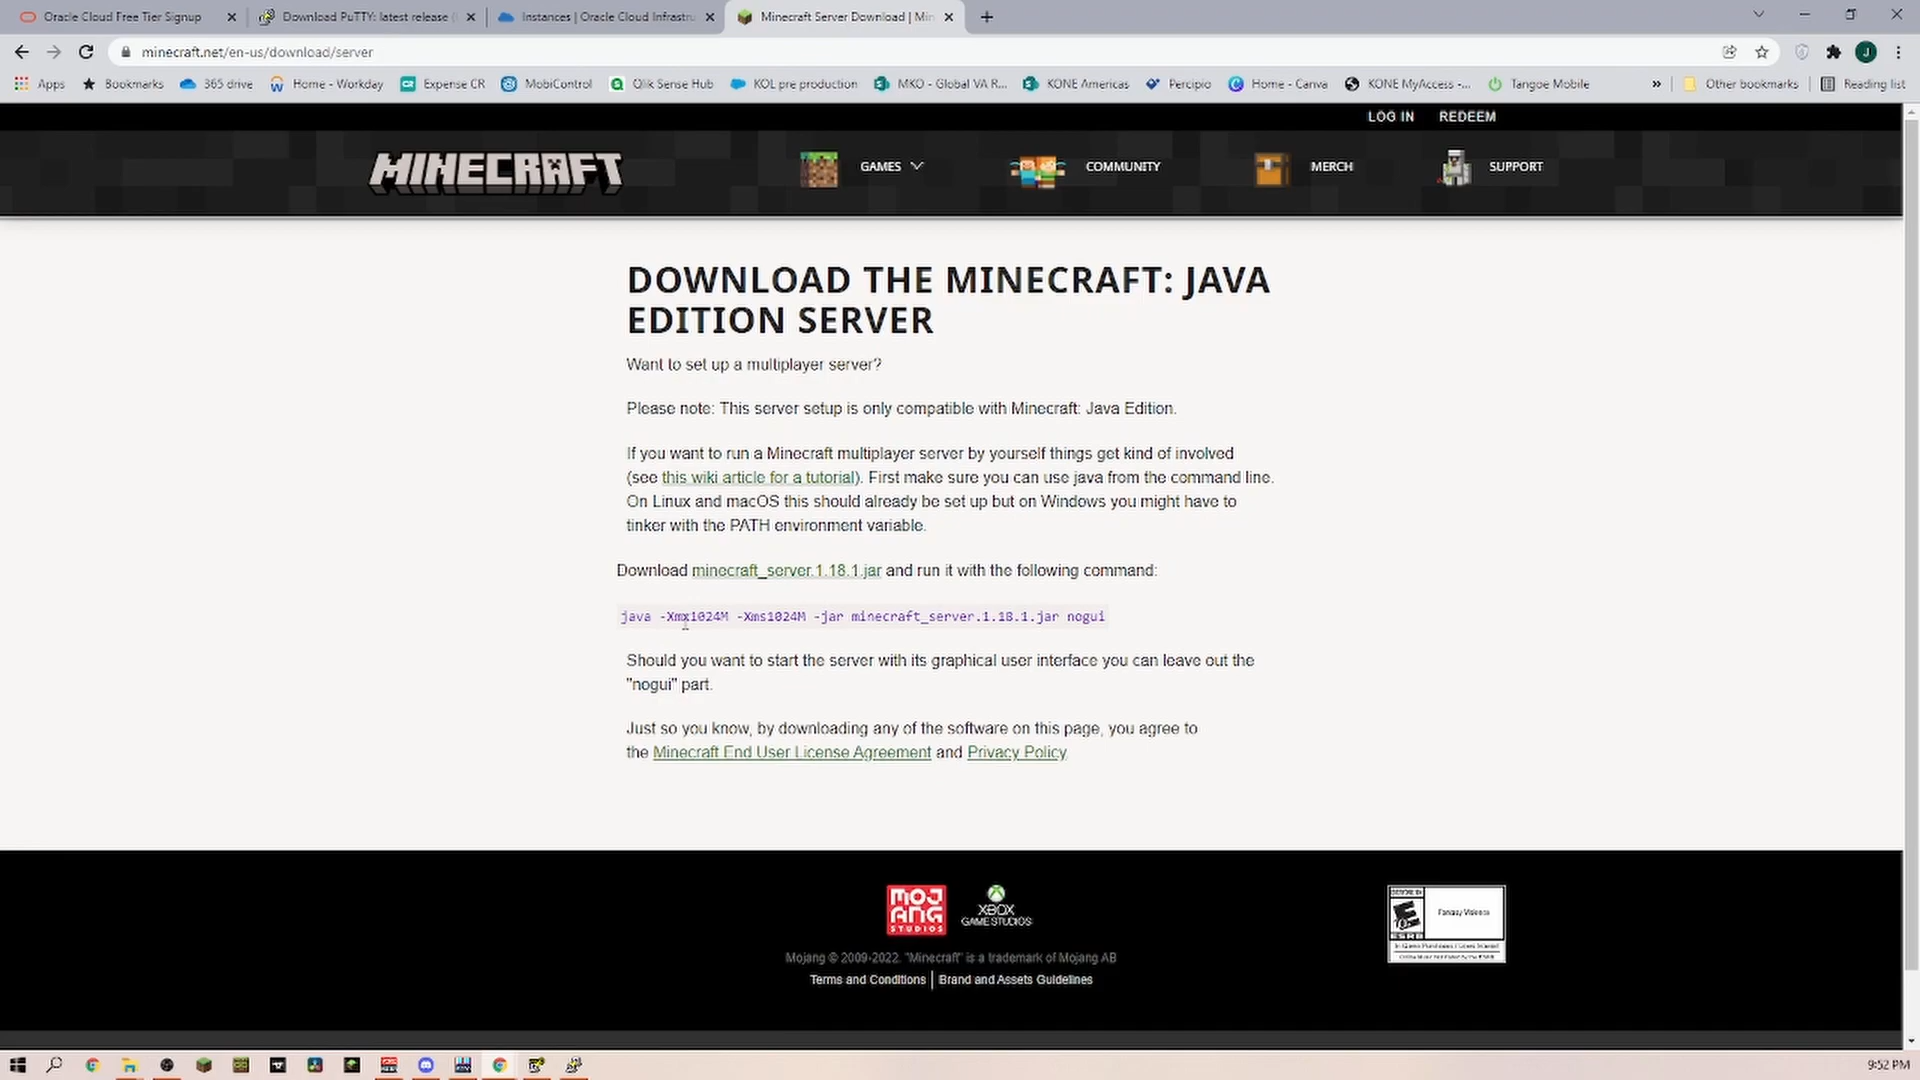 Oracle Cloud Free Tier Signup
Download PuTTY: latest release (
Instances | Oracle Cloud Infrastru
Minecraft Server Download | Min
minecraft.net/en-us/download/server
J
Apps
Bookmarks
365 drive
Home - Workday
Expense CR
MobiControl
Qlik Sense Hub
KOL pre production
MKO - Global VA R...
KONE Americas
Percipio
Home - Canva
KONE MyAccess -...
Tangoe Mobile
»
Other bookmarks
Reading list
LOG IN
REDEEM
MINECRAFT
GAMES
COMMUNITY
MERCH
SUPPORT
DOWNLOAD THE MINECRAFT: JAVA
EDITION SERVER
Want to set up a multiplayer server?
Please note: This server setup is only compatible with Minecraft: Java Edition.
If you want to run a Minecraft multiplayer server by yourself things get kind of involved
(see this wiki article for a tutorial). First make sure you can use java from the command line.
On Linux and macOS this should already be set up but on Windows you might have to
tinker with the PATH environment variable.
Download minecraft_server.1.18.1.jar and run it with the following command:
java -Xmx1024M -Xms1024M -jar minecraft_server.1.18.1.jar nogui
Should you want to start the server with its graphical user interface you can leave out the
"nogui" part.
Just so you know, by downloading any of the software on this page, you agree to
the Minecraft End User License Agreement and Privacy Policy.
MOJ
ANG
STUDIOS
XBOX
GAME STUDIOS
Fantasy Violence
ESRB
Mojang © 2009-2022. "Minecraft" is a trademark of Mojang AB
Terms and Conditions | Brand and Assets Guidelines
9:52 PM